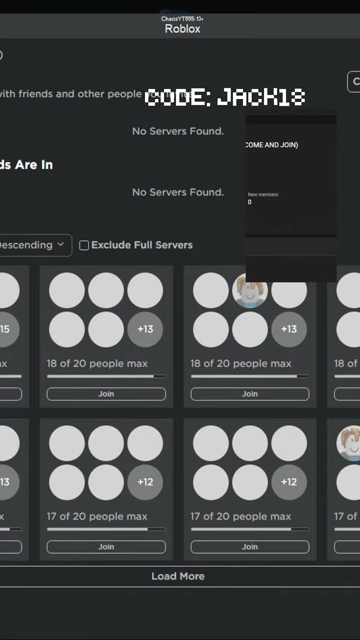 ChaosYT555: 13+
Roblox
with friends and other people you
CODE: JACK18
No Servers Found.
COME AND JOIN)
ds Are In
No Servers Found.
New members
0
Descending
Exclude Full Servers
15
+13
+13
18 of 20 people max
18 of 20 people max
18
Join
Join
13
+12
+12
17 of 20 people max
17 of 20 people max
17
Join
Join
Load More